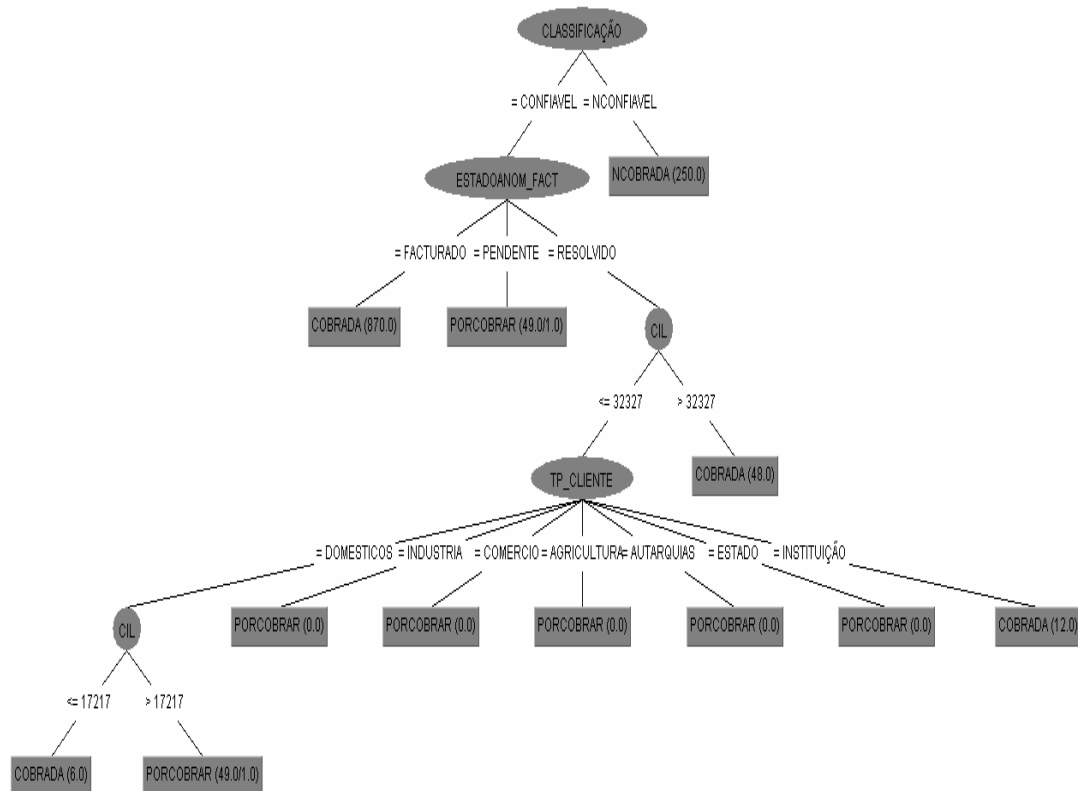 CLASSIFICAÇÃO
= CONFIAVEL = NCONFIAVEL
ESTADOANOM_FACT
NCOBRADA (250.0)
= FACTURADO = PENDENTE = RESOLVIDO
COBRADA (870.0)
PORCOBRAR (49.0/1.0)
CIL
<= 32327 > 32327
TP_CLIENTE
COBRADA (48.0)
= DOMESTICOS = INDUSTRIA = COMERCIO = AGRICULTURA = AUTARQUIAS = ESTADO = INSTITUIÇÃO
CIL
PORCOBRAR (0.0)
PORCOBRAR (0.0)
PORCOBRAR (0.0)
PORCOBRAR (0.0)
PORCOBRAR (0.0)
COBRADA (12.0)
<= 17217 > 17217
COBRADA (6.0)
PORCOBRAR (49.0/1.0)